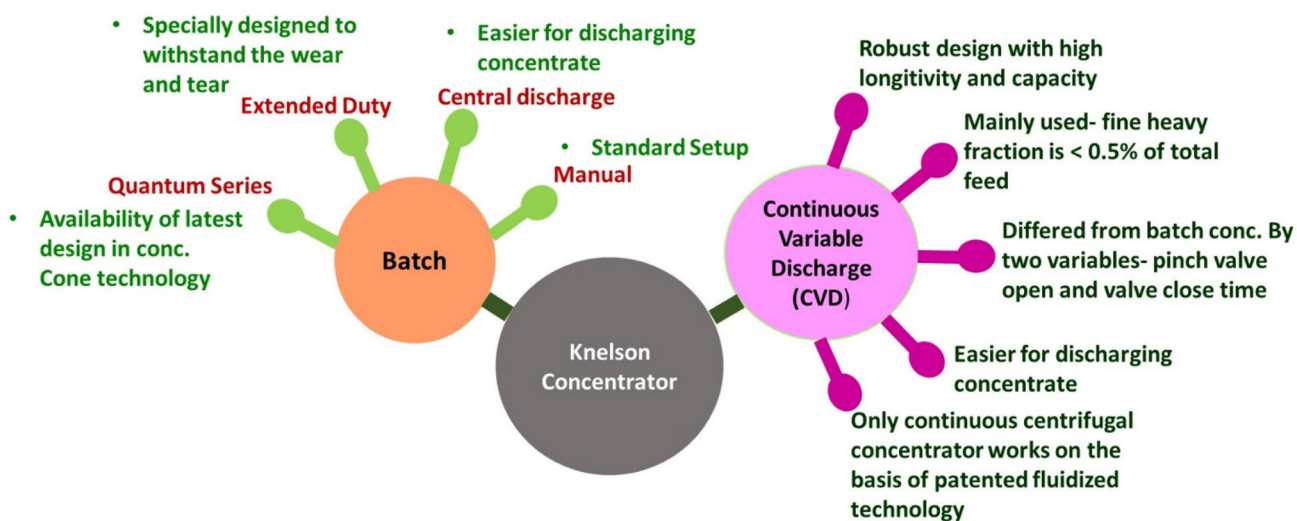 • Specially designed to
withstand the wear
and tear
Extended Duty
• Easier for discharging
concentrate
Central discharge
• Standard Setup
Manual
Quantum Series
• Availability of latest
design in conc.
Cone technology
Batch
Knelson
Concentrator
Continuous
Variable
Discharge
(CVD)
Robust design with high
longitivity and capacity
Mainly used- fine heavy
fraction is < 0.5% of total
feed
Differed from batch conc. By
two variables- pinch valve
open and valve close time
Easier for discharging
concentrate
Only continuous centrifugal
concentrator works on the
basis of patented fluidized
technology